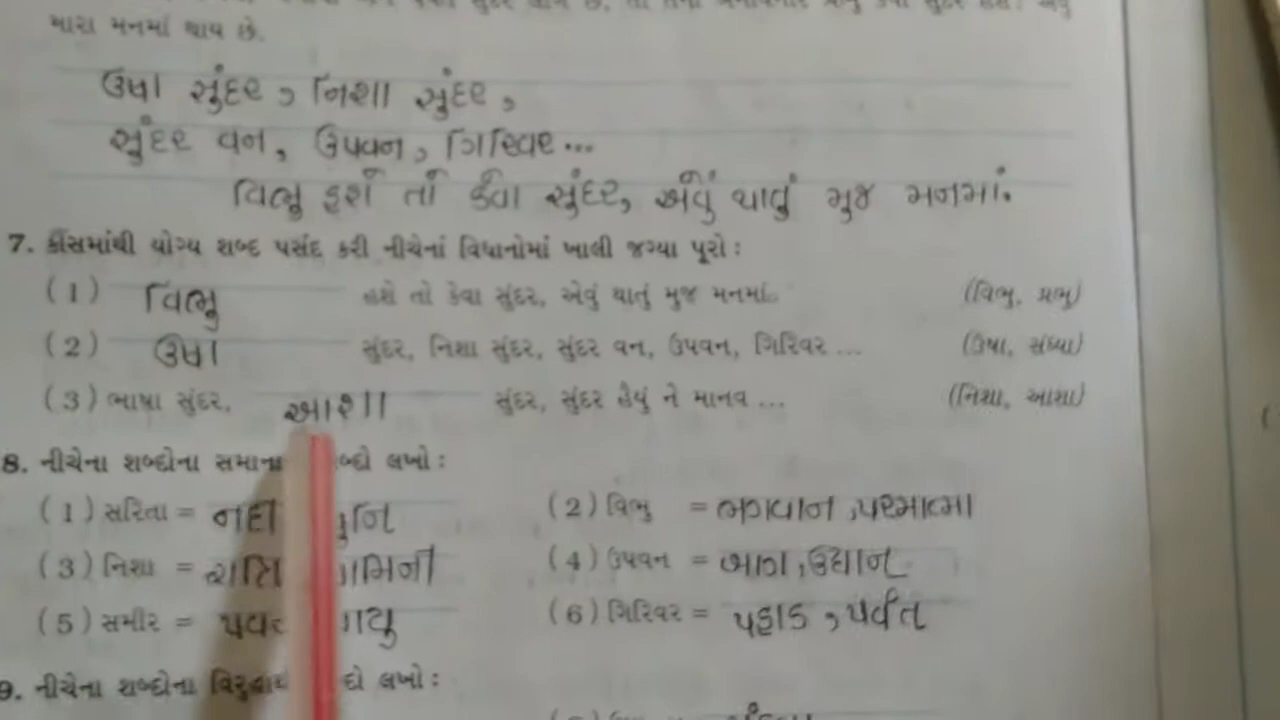 મારા મનમાં થાય છે.
ઉષા સુંદર, નિશા સુંદર,
સુંદર વન, ઉપવન, ગિરિવર...
વિભુ હશે તો કેવા સુંદર, એવું થાતું મુજ મનમાં.
7. કૌંસમાંથી યોગ્ય શબ્દ પસંદ કરી નીચેનાં વિધાનોમાં ખાલી જગ્યા પૂરો :
(1) વિભુ હશે તો કેવા સુંદર, એવું થાતું મુજ મનમાં. (વિભુ, પ્રભુ)
(2) ઉષા સુંદર, નિશા સુંદર, સુંદર વન, ઉપવન, ગિરિવર ... (ઉષા, સંધ્યા)
(3) ભાષા સુંદર, આશા સુંદર, સુંદર હૈયું ને માનવ ... (નિશા, આશા)
8. નીચેના શબ્દોના લખો :
(1) સરિતા = નદી (2) વિભુ = ભગવાન, પરમાત્મા
(3) નિશા = રાત્રિ (4) ઉપવન = બાગ, ઉદ્યાન
(5) સમીર = (6) ગિરિવર = પહાડ, પર્વત
9. નીચેના શબ્દોના લખો :